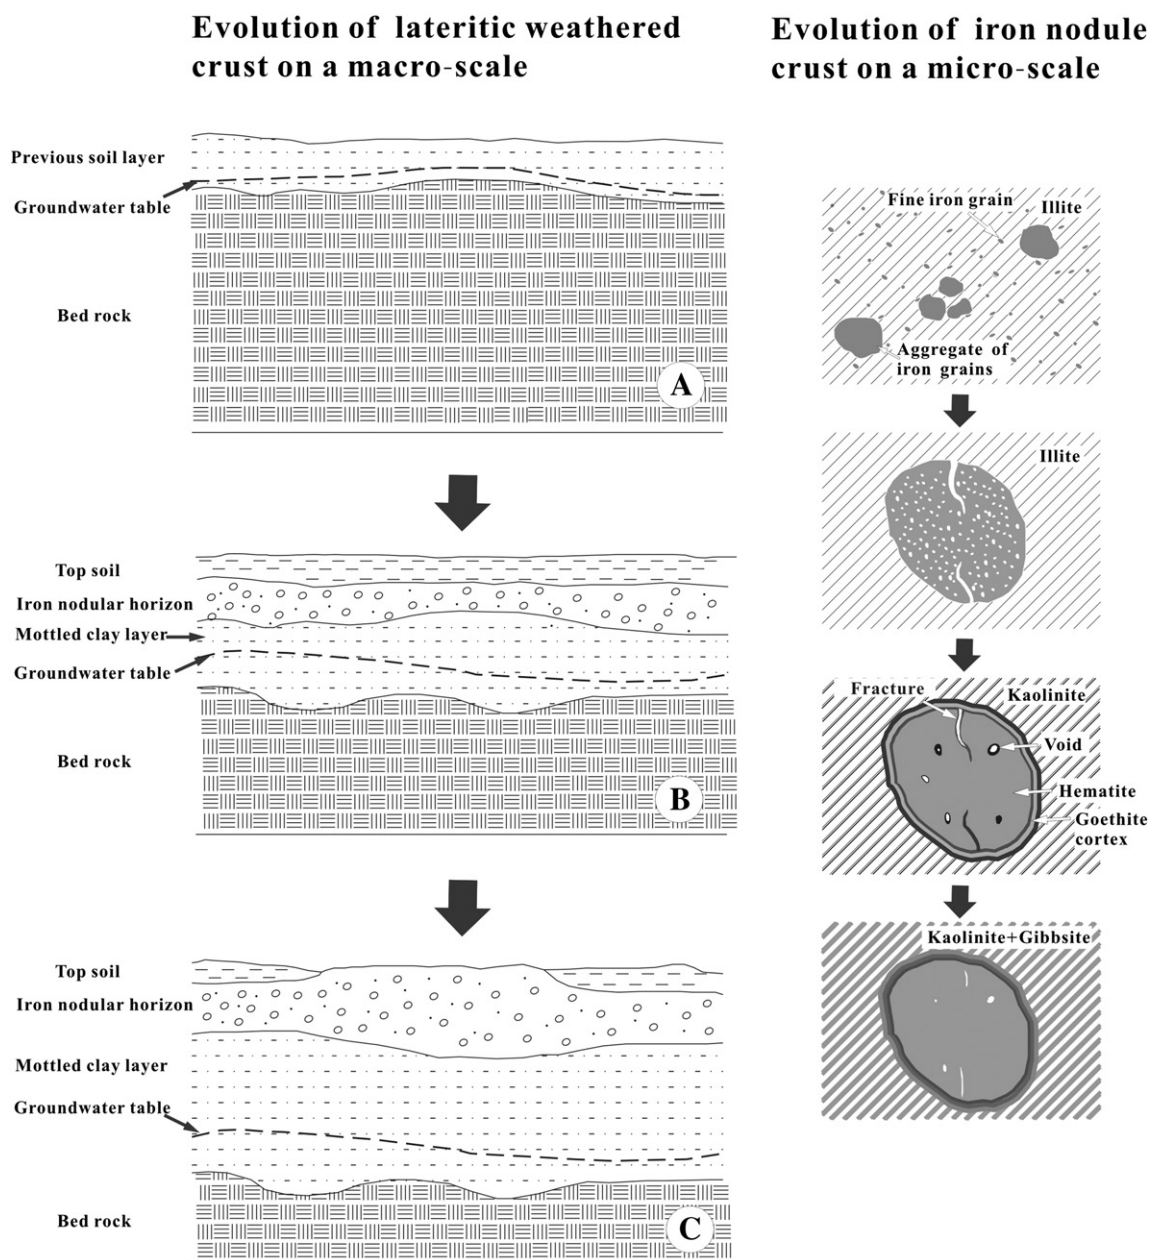 Evolution of lateritic weathered
crust on a macro-scale
Evolution of iron nodule
crust on a micro-scale
Previous soil layer
Groundwater table
Bed rock
A
Fine iron grain
Illite
Aggregate of
iron grains
Illite
Top soil
Iron nodular horizon
Mottled clay layer
Groundwater table
Bed rock
B
Fracture
Kaolinite
Void
Hematite
Goethite
cortex
Top soil
Iron nodular horizon
Mottled clay layer
Groundwater table
Bed rock
C
Kaolinite+Gibbsite